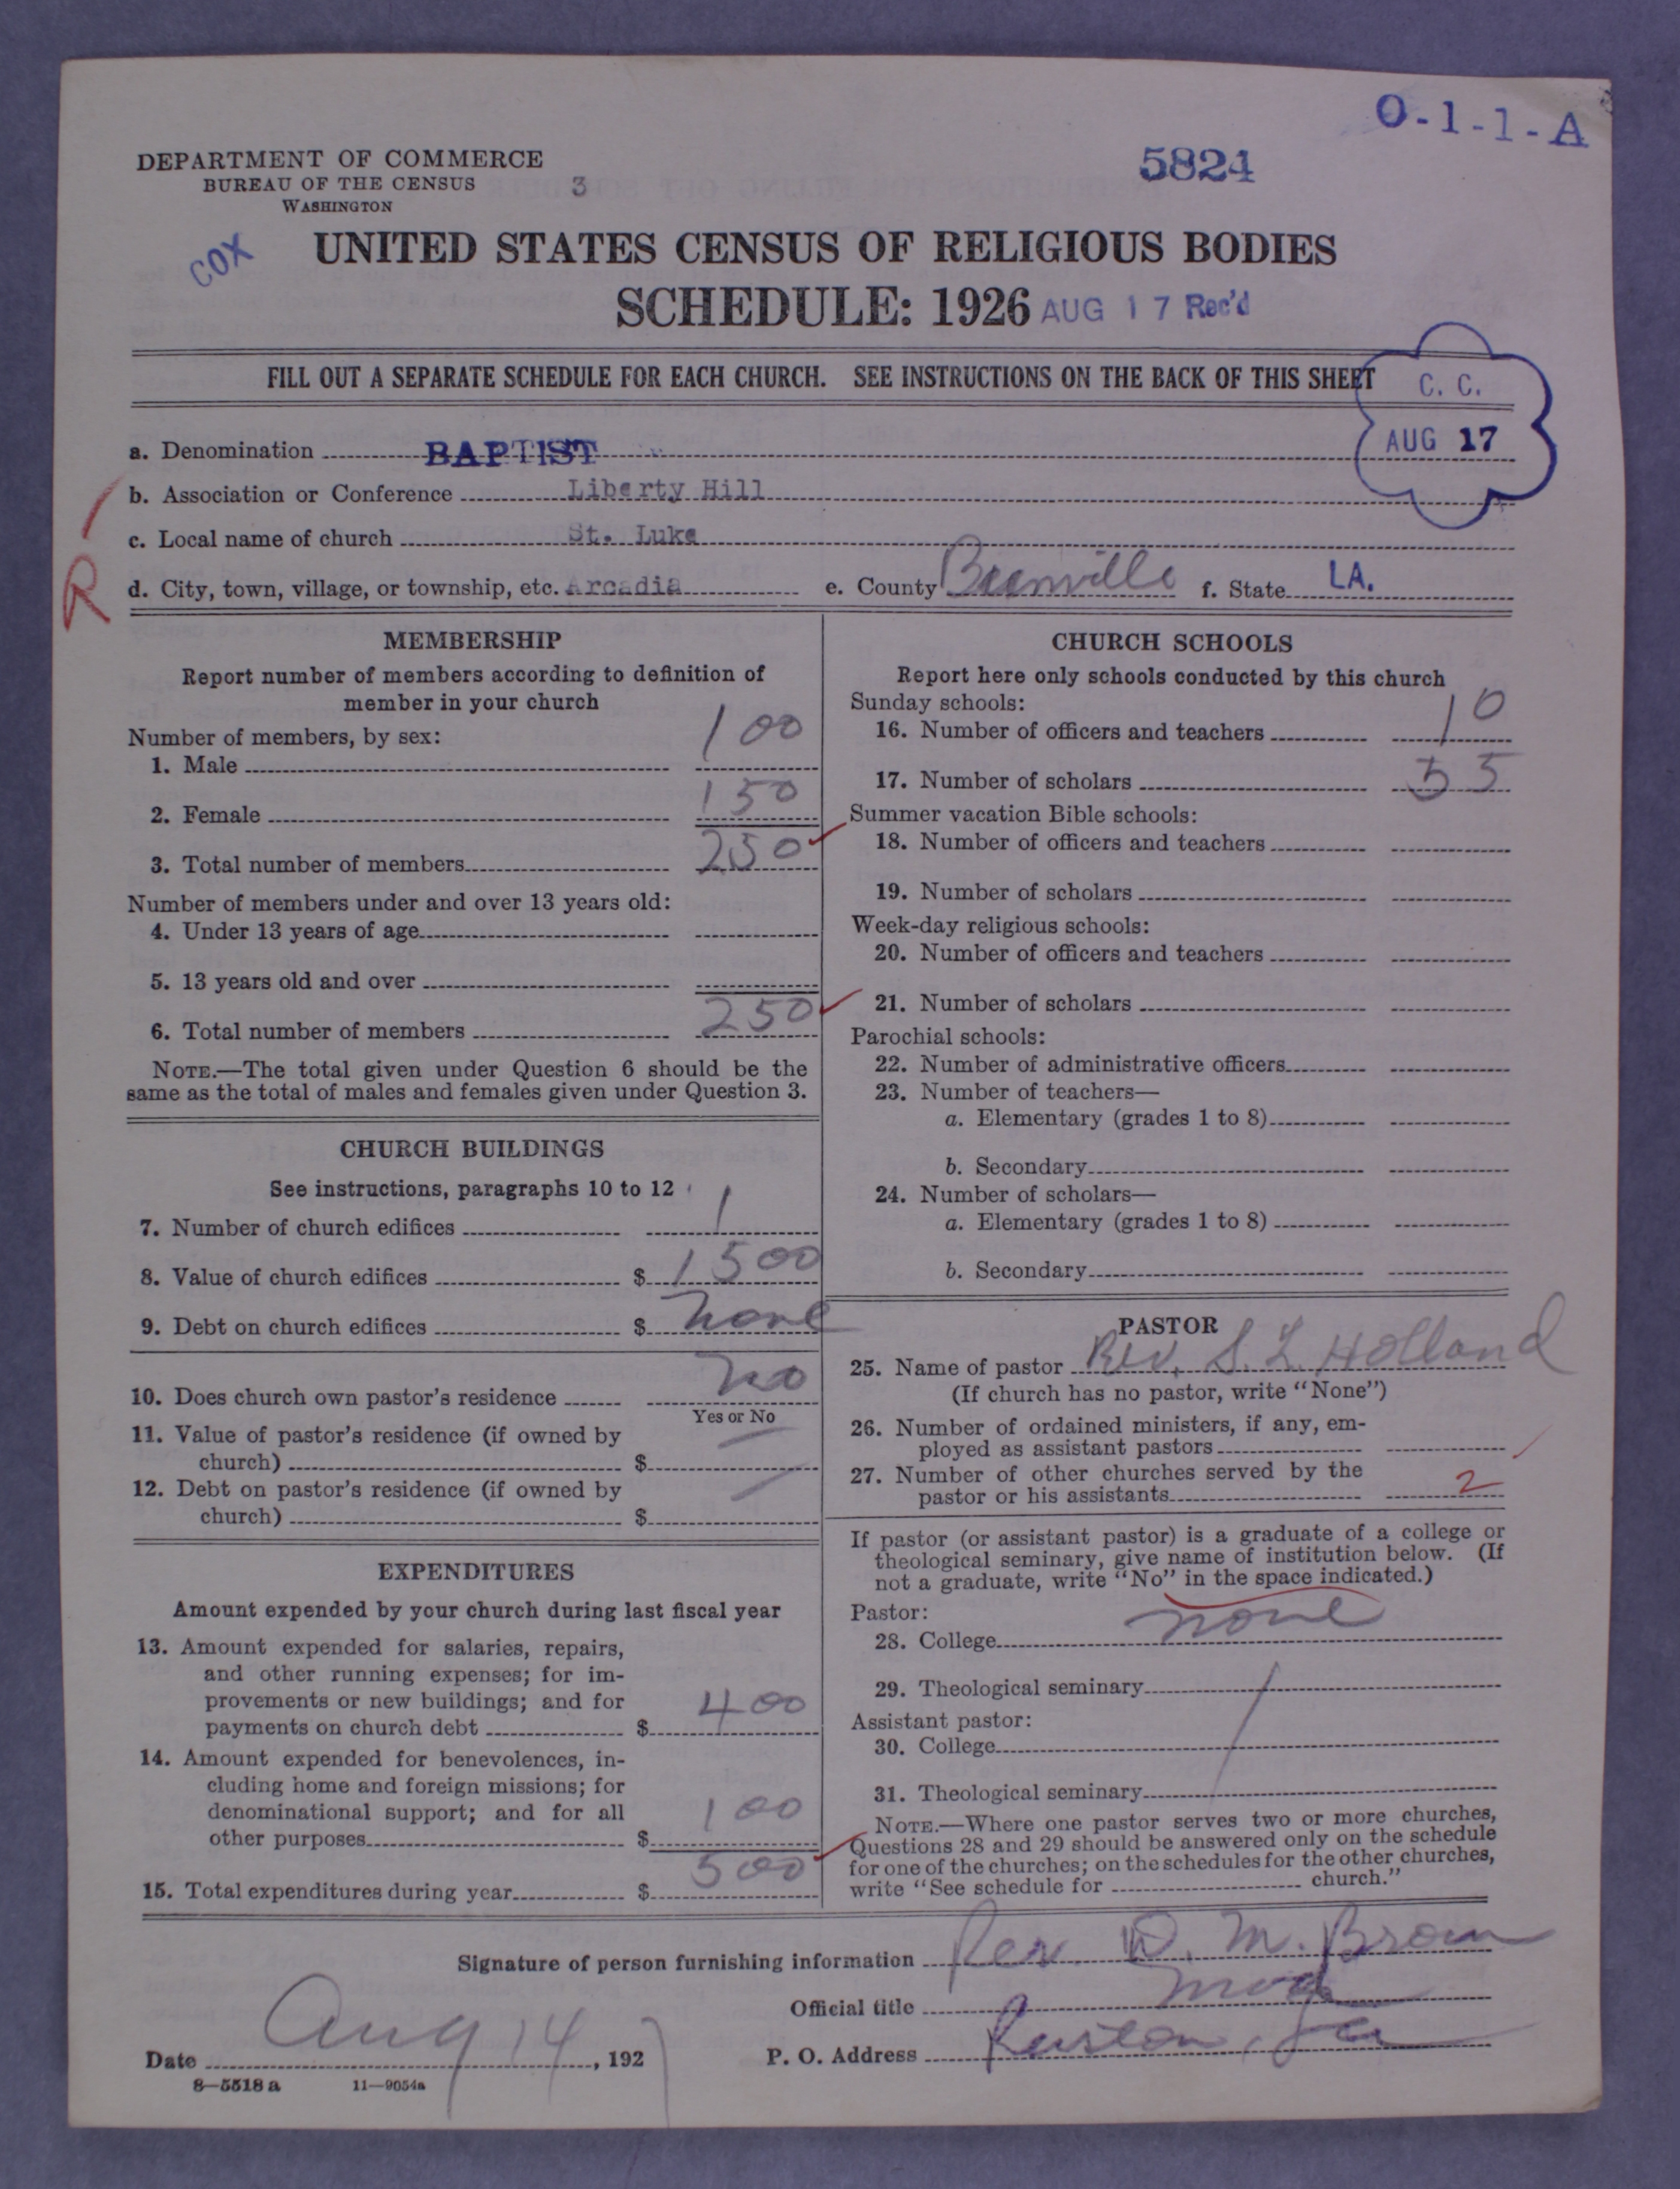 O-1-1-A
DEPARTMENT OF COMMERCE
BUREAU OF THE CENSUS
WASHINGTON
3
5824
COX
UNITED STATES CENSUS OF RELIGIOUS BODIES
SCHEDULE: 1926
AUG 17 Rec'd
FILL OUT A SEPARATE SCHEDULE FOR EACH CHURCH. SEE INSTRUCTIONS ON THE BACK OF THIS SHEET
C. C.
AUG 17
a. Denomination BAPTIST
b. Association or Conference Liberty Hill
c. Local name of church St. Luke
R
d. City, town, village, or township, etc. Arcadia e. County Bienville f. State LA.
MEMBERSHIP
Report number of members according to definition of
member in your church
Number of members, by sex:
1. Male 100
2. Female 150
3. Total number of members 250
Number of members under and over 13 years old:
4. Under 13 years of age
5. 13 years old and over
6. Total number of members 250
NOTE.—The total given under Question 6 should be the
same as the total of males and females given under Question 3.
CHURCH BUILDINGS
See instructions, paragraphs 10 to 12
7. Number of church edifices 1
8. Value of church edifices $ 1500
9. Debt on church edifices $ none
10. Does church own pastor's residence no
Yes or No
11. Value of pastor's residence (if owned by
church) $
12. Debt on pastor's residence (if owned by
church) $
EXPENDITURES
Amount expended by your church during last fiscal year
13. Amount expended for salaries, repairs,
and other running expenses; for im-
provements or new buildings; and for
payments on church debt $ 400
14. Amount expended for benevolences, in-
cluding home and foreign missions; for
denominational support; and for all
other purposes $ 100
15. Total expenditures during year $ 500
CHURCH SCHOOLS
Report here only schools conducted by this church
Sunday schools:
16. Number of officers and teachers 10
17. Number of scholars 55
Summer vacation Bible schools:
18. Number of officers and teachers
19. Number of scholars
Week-day religious schools:
20. Number of officers and teachers
21. Number of scholars
Parochial schools:
22. Number of administrative officers
23. Number of teachers—
a. Elementary (grades 1 to 8)
b. Secondary
24. Number of scholars—
a. Elementary (grades 1 to 8)
b. Secondary
PASTOR
25. Name of pastor Rev. S. L. Holland
(If church has no pastor, write "None")
26. Number of ordained ministers, if any, em-
ployed as assistant pastors
27. Number of other churches served by the
pastor or his assistants 2
If pastor (or assistant pastor) is a graduate of a college or
theological seminary, give name of institution below. (If
not a graduate, write "No" in the space indicated.)
Pastor:
28. College none
29. Theological seminary
Assistant pastor:
30. College
31. Theological seminary
NOTE.—Where one pastor serves two or more churches,
Questions 28 and 29 should be answered only on the schedule
for one of the churches; on the schedules for the other churches,
write "See schedule for church."
Signature of person furnishing information Rev. D. M. Brown
Official title Mod
Date Aug 14, 1927
P. O. Address Ruston, La
8—5518 a 11—9054a